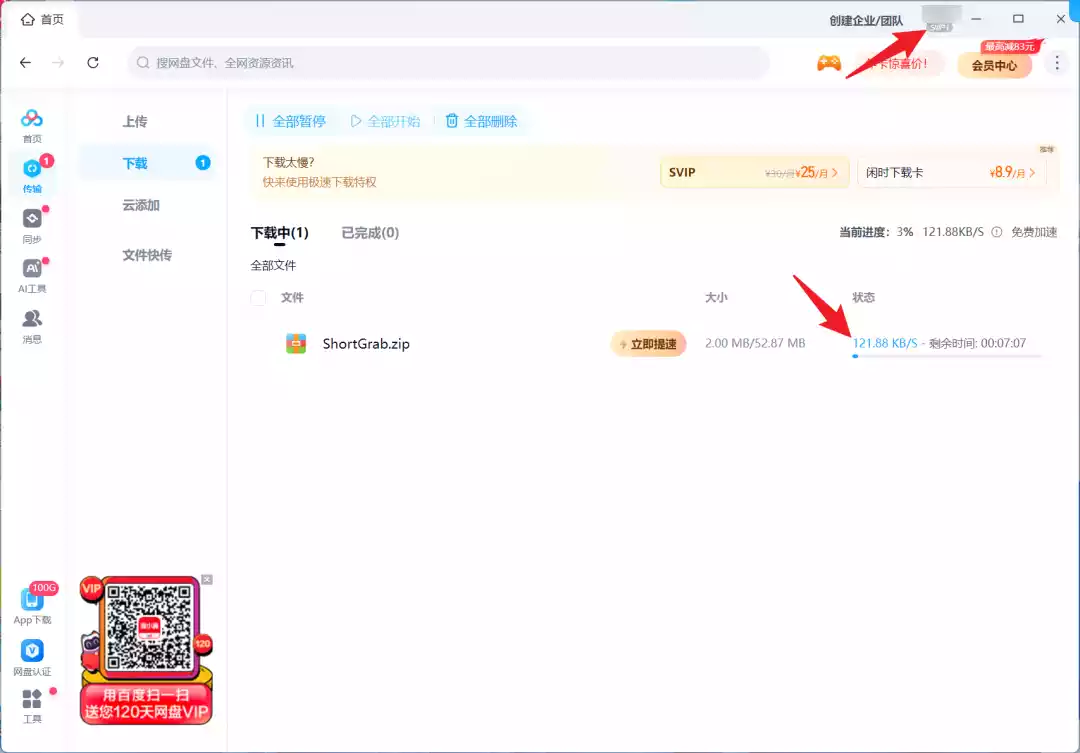 首页
创建企业/团队
SVIP1
搜网盘文件、全网资源资讯
卡惊喜价!
最高减83元
会员中心
首页
1
传输
同步
AI工具
消息
100G
App下载
网盘认证
工具
上传
下载
1
云添加
文件快传
VIP
120
用百度扫一扫
送您120天网盘VIP
全部暂停
全部开始
全部删除
下载太慢?
快来使用极速下载特权
推荐
SVIP
¥30/月¥25/月
闲时下载卡
¥8.9/月
下载中(1)
已完成(0)
当前进度: 3% 121.88KB/S
免费加速
全部文件
文件
大小
状态
ShortGrab.zip
立即提速
2.00 MB/52.87 MB
121.88 KB/S - 剩余时间: 00:07:07